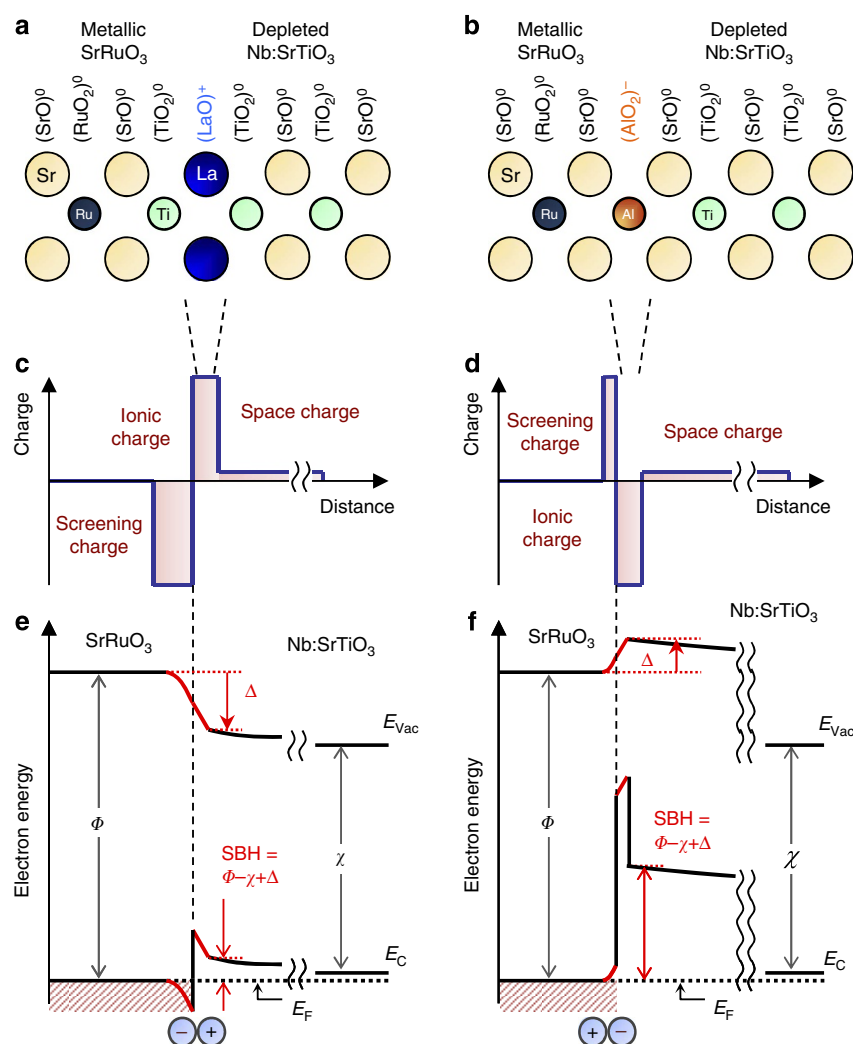 a
Metallic
SrRuO3
Depleted
Nb:SrTiO3
(SrO)0
(RuO2)0
(SrO)0
(TiO2)0
(LaO)+
(TiO2)0
(SrO)0
(TiO2)0
(SrO)0
Sr
La
Ru
Ti
b
Metallic
SrRuO3
Depleted
Nb:SrTiO3
(SrO)0
(RuO2)0
(SrO)0
(AlO2)−
(SrO)0
(TiO2)0
(SrO)0
(TiO2)0
(SrO)0
Sr
Ru
Al
Ti
c
Charge
Ionic
charge
Space charge
Screening
charge
Distance
d
Charge
Screening
charge
Space charge
Ionic
charge
Distance
e
SrRuO3
Nb:SrTiO3
Δ
EVac
Electron energy
Φ
SBH =
Φ−χ+Δ
χ
EC
EF
− +
f
SrRuO3
Nb:SrTiO3
Δ
EVac
Electron energy
Φ
SBH =
Φ−χ+Δ
χ
EC
EF
+ −